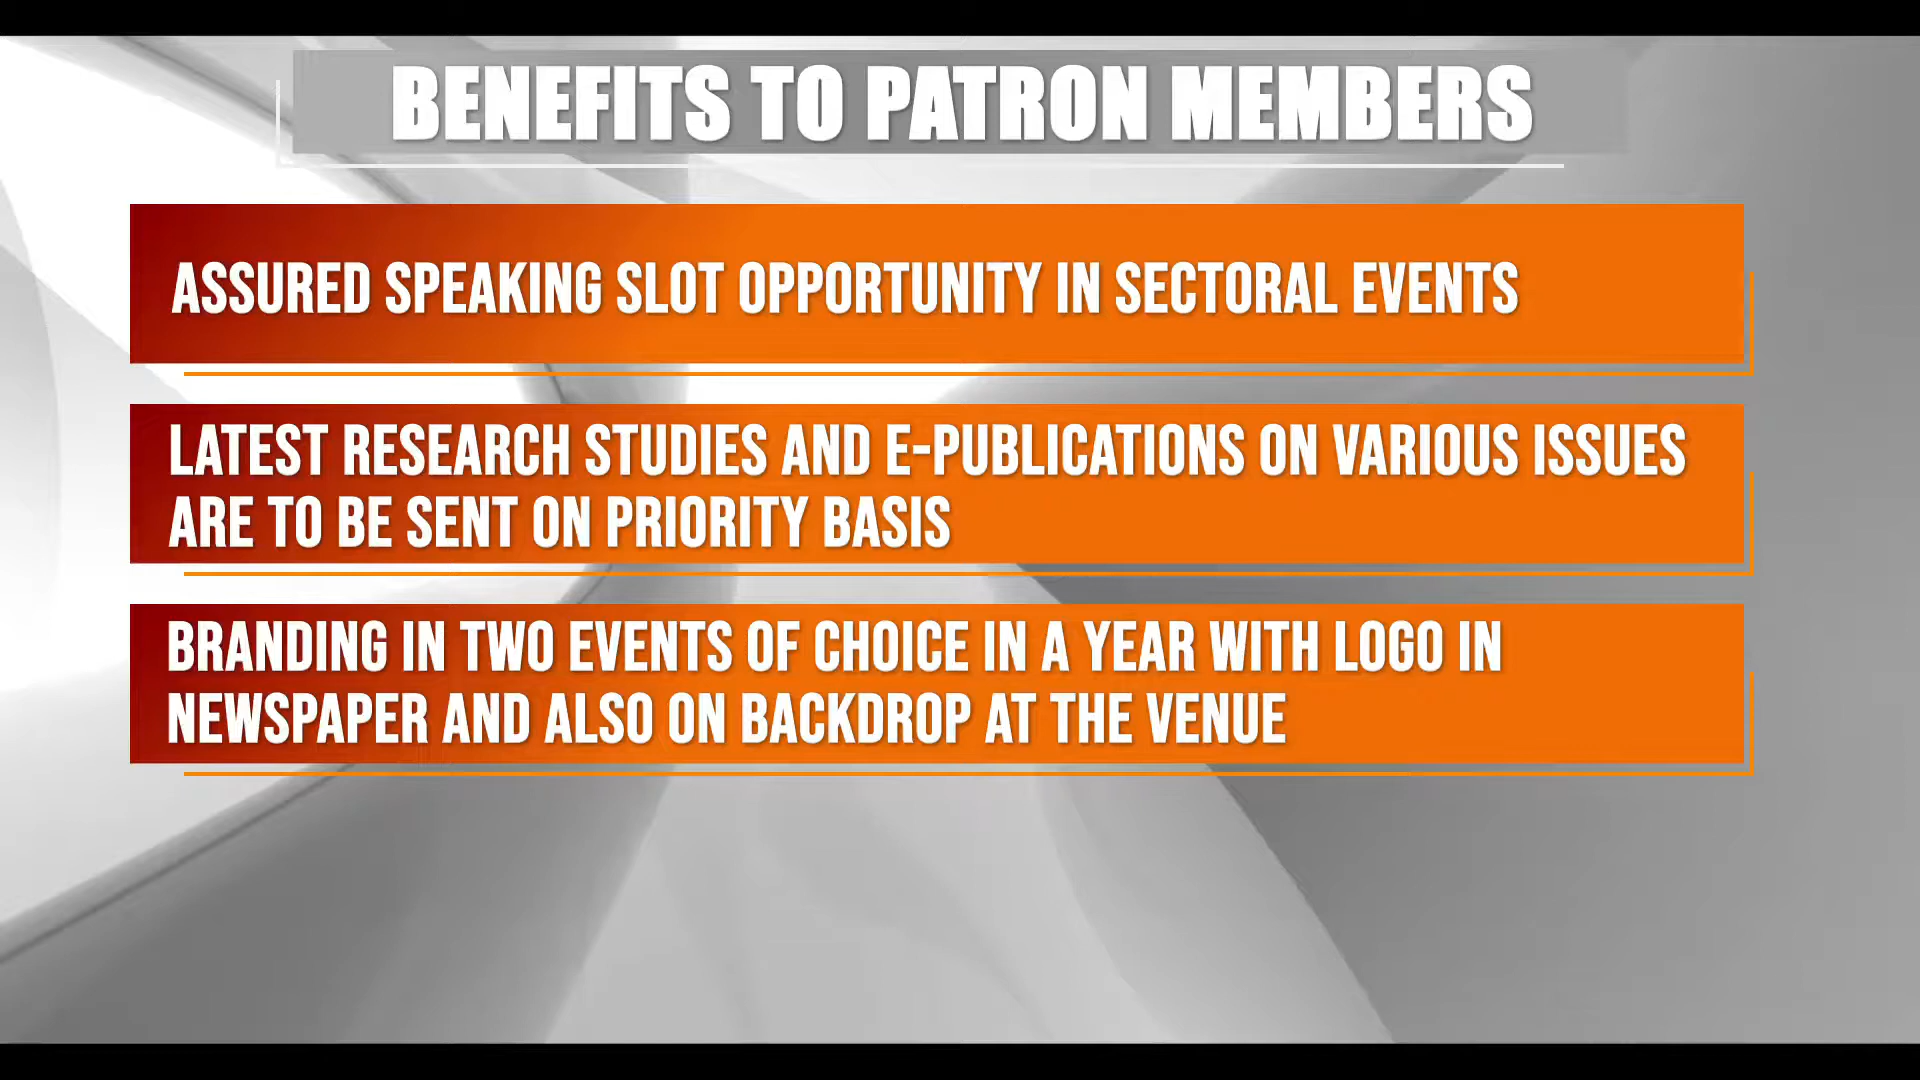 BENEFITS TO PATRON MEMBERS
ASSURED SPEAKING SLOT OPPORTUNITY IN SECTORAL EVENTS
LATEST RESEARCH STUDIES AND E-PUBLICATIONS ON VARIOUS ISSUES
ARE TO BE SENT ON PRIORITY BASIS
BRANDING IN TWO EVENTS OF CHOICE IN A YEAR WITH LOGO IN
NEWSPAPER AND ALSO ON BACKDROP AT THE VENUE